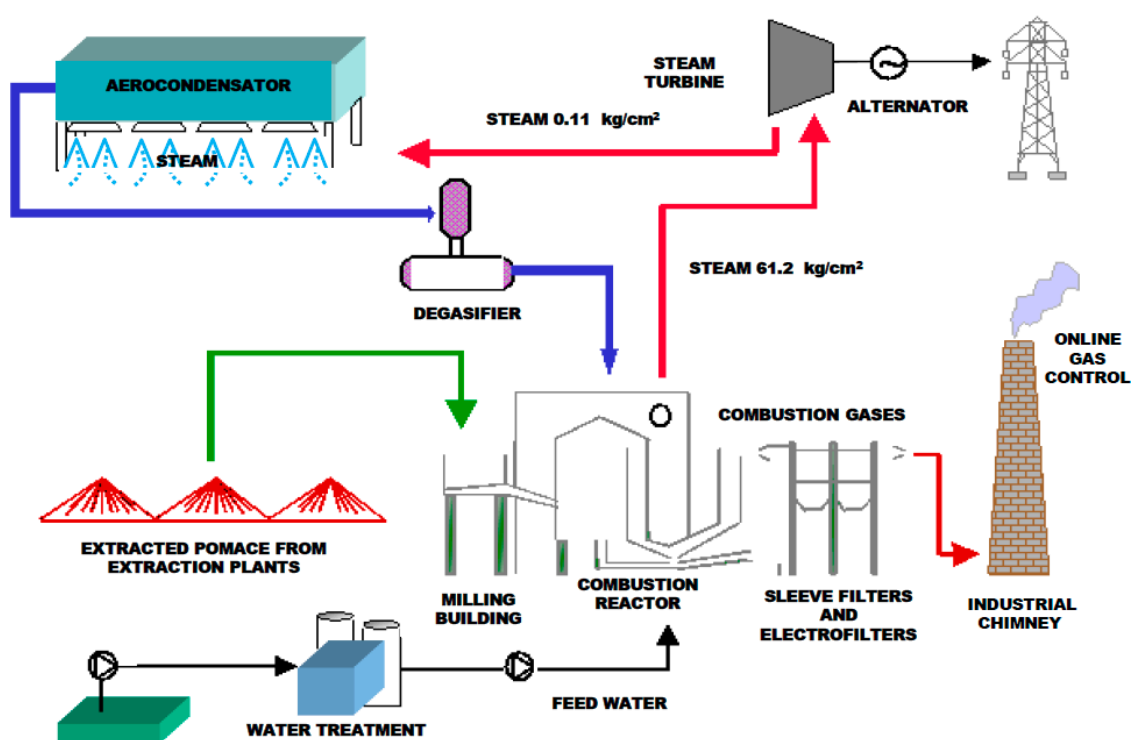 AEROCONDENSATOR
STEAM
STEAM
TURBINE
ALTERNATOR
STEAM 0.11 kg/cm²
STEAM 61.2 kg/cm²
DEGASIFIER
ONLINE
GAS
CONTROL
COMBUSTION GASES
EXTRACTED POMACE FROM
EXTRACTION PLANTS
MILLING
BUILDING
COMBUSTION
REACTOR
SLEEVE FILTERS
AND
ELECTROFILTERS
INDUSTRIAL
CHIMNEY
WATER TREATMENT
FEED WATER